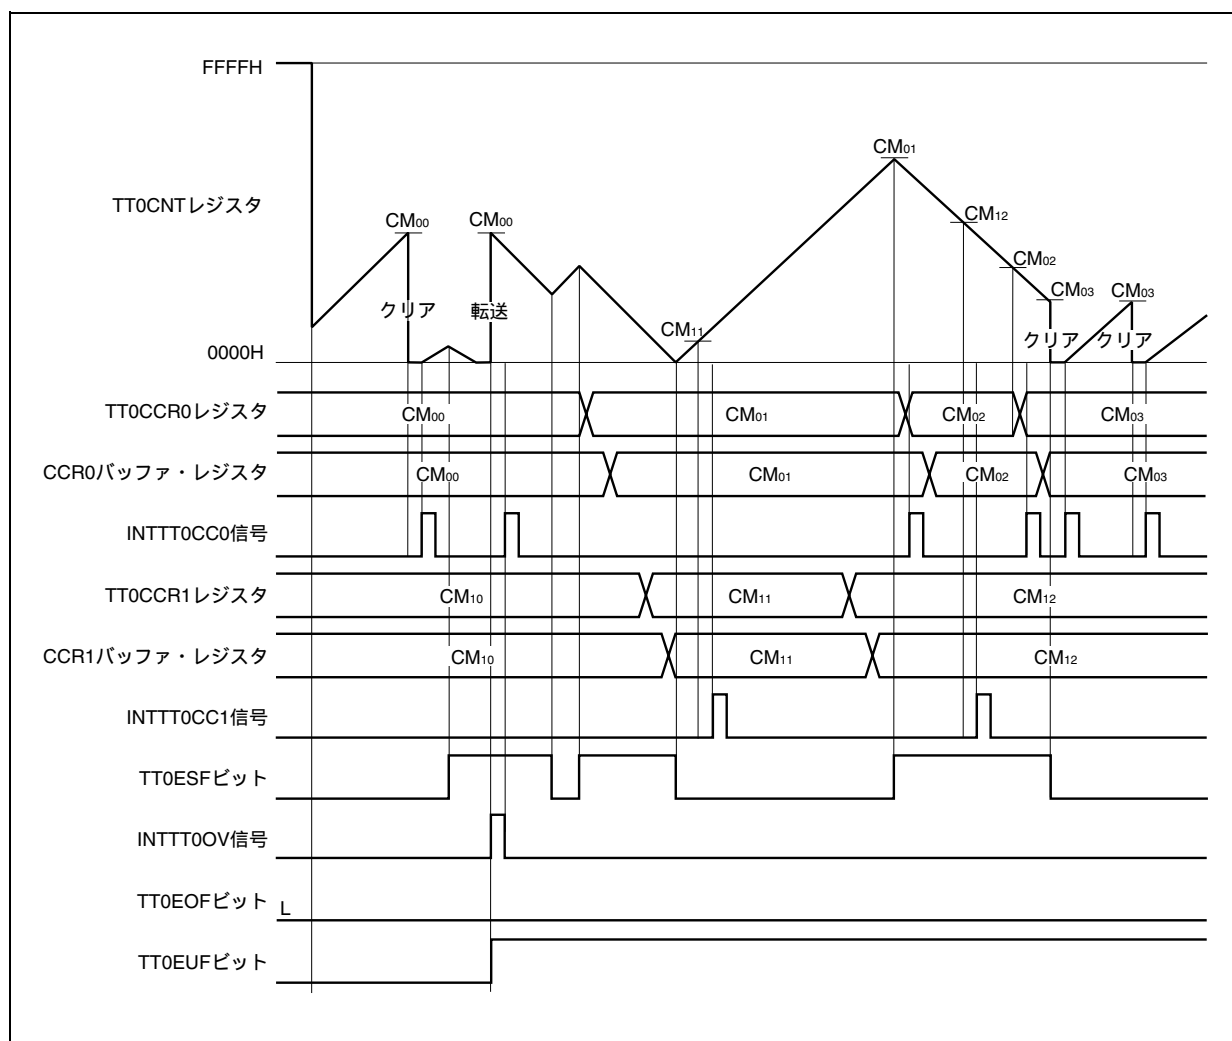 FFFFH
CM01
TT0CNTレジスタ
CM00 CM00 CM12
CM02
CM03 CM03
クリア 転送 CM11 クリア クリア
0000H
TT0CCR0レジスタ CM00 CM01 CM02 CM03
CCR0バッファ・レジスタ CM00 CM01 CM02 CM03
INTTT0CC0信号
TT0CCR1レジスタ CM10 CM11 CM12
CCR1バッファ・レジスタ CM10 CM11 CM12
INTTT0CC1信号
TT0ESFビット
INTTT0OV信号
TT0EOFビット L
TT0EUFビット